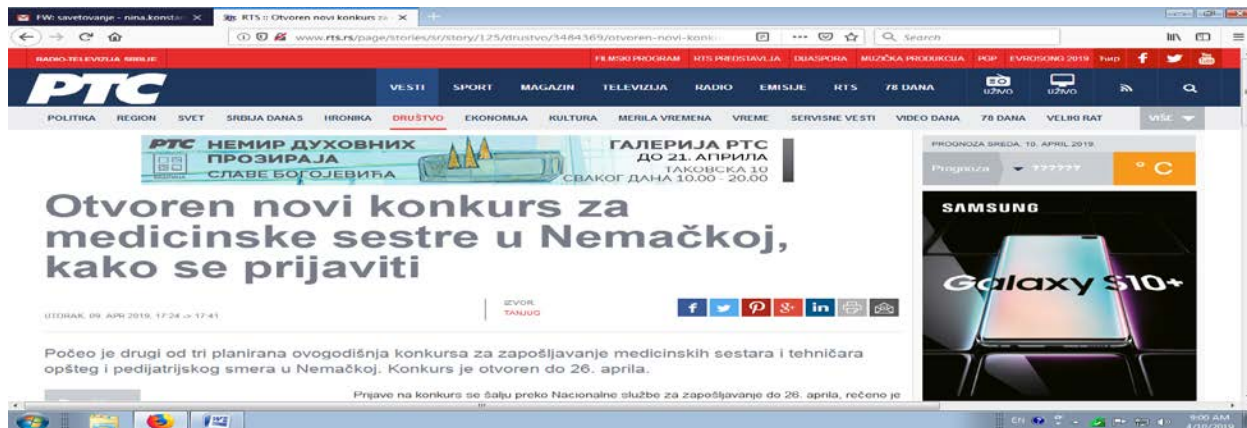 FW: savetovanje - nina.konstan
RTS :: Otvoren novi konkurs za
www.rts.rs/page/stories/sr/story/125/drustvo/3484369/otvoren-novi-konku
Search
RADIO-TELEVIZIJA SRBIJE
FILMSKI PROGRAM RTS PREDSTAVLJA DIJASPORA MUZIČKA PRODUKCIJA PGP EVROSONG 2019
РТС
VESTI SPORT MAGAZIN TELEVIZIJA RADIO EMISIJE RTS 78 DANA UŽIVO UŽIVO
POLITIKA REGION SVET SRBIJA DANAS HRONIKA DRUŠTVO EKONOMIJA KULTURA MERILA VREMENA VREME SERVISNE VESTI VIDEO DANA 78 DANA VELIKI RAT VIŠE
РТС НЕМИР ДУХОВНИХ
ПРОЗИРАЈА
СЛАВЕ БОГОЈЕВИЋА
ГАЛЕРИЈА РТС
ДО 21. АПРИЛА
ТАКОВСКА 10
СВАКОГ ДАНА 10.00 - 20.00
PROGNOZA SREDA, 10. APRIL 2019.
Prognoza ?????? ° C
Otvoren novi konkurs za
medicinske sestre u Nemačkoj,
kako se prijaviti
UTORAK, 09. APR 2019, 17:24 -> 17:41
IZVOR:
TANJUG
Počeo je drugi od tri planirana ovogodišnja konkursa za zapošljavanje medicinskih sestara i tehničara
opšteg i pedijatrijskog smera u Nemačkoj. Konkurs je otvoren do 26. aprila.
Prijave na konkurs se šalju preko Nacionalne službe za zapošljavanje do 26. aprila, rečeno je
SAMSUNG
Galaxy S10+
EN
9:00 AM
4/10/2019